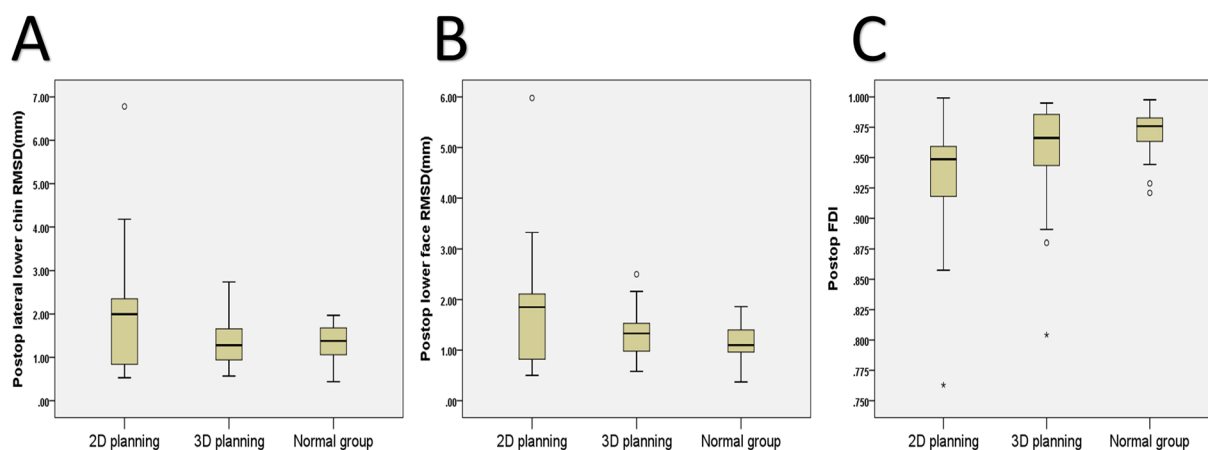 A
Postop lateral lower chin RMSD(mm)
7.00
6.00
5.00
4.00
3.00
2.00
1.00
.00
2D planning 3D planning Normal group
B
Postop lower face RMSD(mm)
6.00
5.00
4.00
3.00
2.00
1.00
.00
2D planning 3D planning Normal group
C
Postop FDI
1.000
.975
.950
.925
.900
.875
.850
.825
.800
.775
.750
2D planning 3D planning Normal group